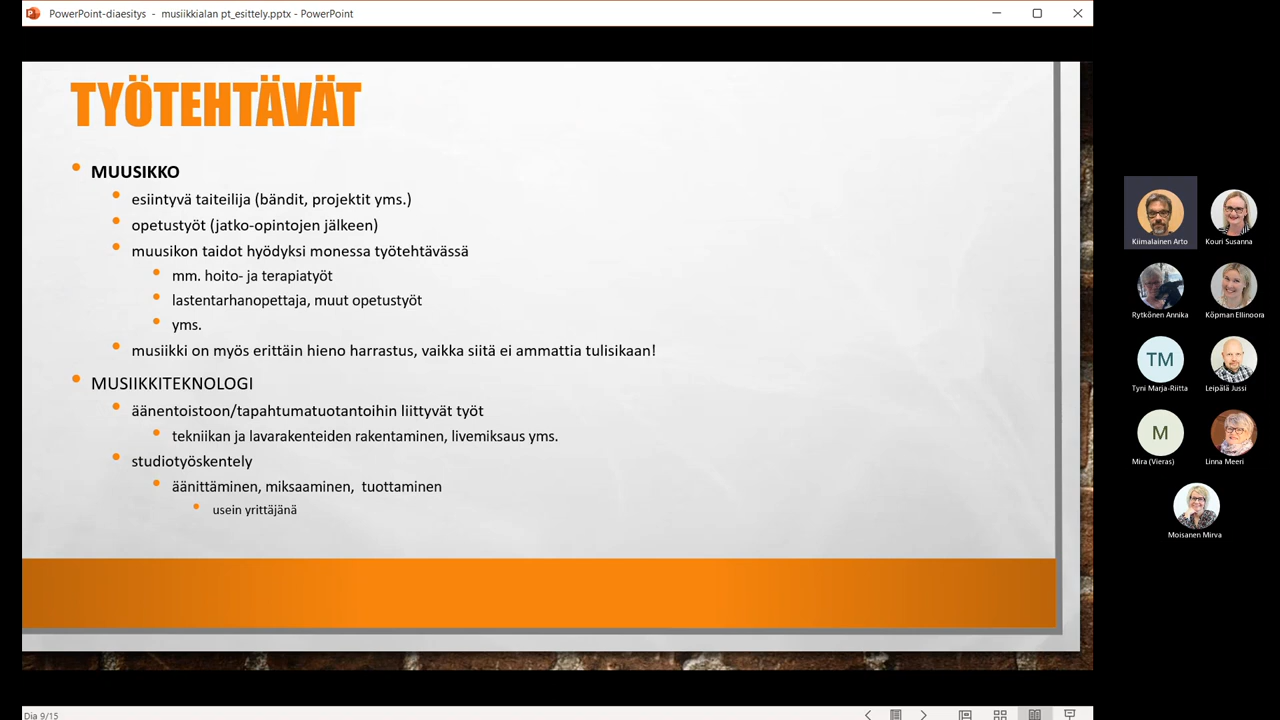 PowerPoint-diaesitys - musiikkialan pt_esittely.pptx - PowerPoint
TYÖTEHTÄVÄT
MUUSIKKO
esiintyvä taiteilija (bändit, projektit yms.)
opetustyöt (jatko-opintojen jälkeen)
muusikon taidot hyödyksi monessa työtehtävässä
mm. hoito- ja terapiatyöt
lastentarhanopettaja, muut opetustyöt
yms.
musiikki on myös erittäin hieno harrastus, vaikka siitä ei ammattia tulisikaan!
MUSIIKKITEKNOLOGI
äänentoistoon/tapahtumatuotantoihin liittyvät työt
tekniikan ja lavarakenteiden rakentaminen, livemiksaus yms.
studiotyöskentely
äänittäminen, miksaaminen, tuottaminen
usein yrittäjänä
Kiimalainen Arto
Kouri Susanna
Rytkönen Annika
Köpman Ellinoora
TM
Tyni Marja-Riitta
Leipälä Jussi
M
Mira (Vieras)
Linna Meeri
Moisanen Mirva
Dia 9/15